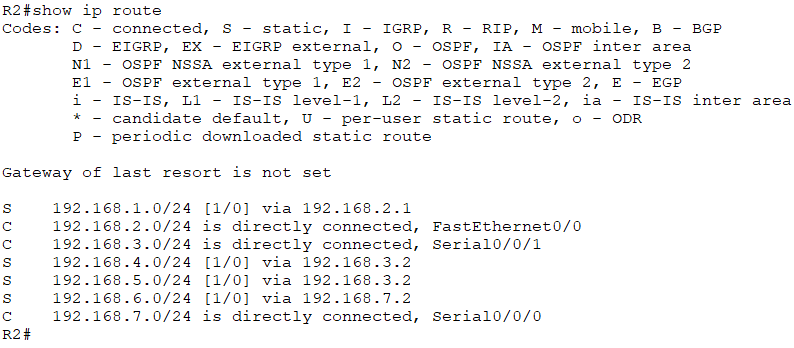 R2#show ip route
Codes: C - connected, S - static, I - IGRP, R - RIP, M - mobile, B - BGP
       D - EIGRP, EX - EIGRP external, O - OSPF, IA - OSPF inter area
       N1 - OSPF NSSA external type 1, N2 - OSPF NSSA external type 2
       E1 - OSPF external type 1, E2 - OSPF external type 2, E - EGP
       i - IS-IS, L1 - IS-IS level-1, L2 - IS-IS level-2, ia - IS-IS inter area
       * - candidate default, U - per-user static route, o - ODR
       P - periodic downloaded static route

Gateway of last resort is not set

S    192.168.1.0/24 [1/0] via 192.168.2.1
C    192.168.2.0/24 is directly connected, FastEthernet0/0
C    192.168.3.0/24 is directly connected, Serial0/0/1
S    192.168.4.0/24 [1/0] via 192.168.3.2
S    192.168.5.0/24 [1/0] via 192.168.3.2
S    192.168.6.0/24 [1/0] via 192.168.7.2
C    192.168.7.0/24 is directly connected, Serial0/0/0
R2#